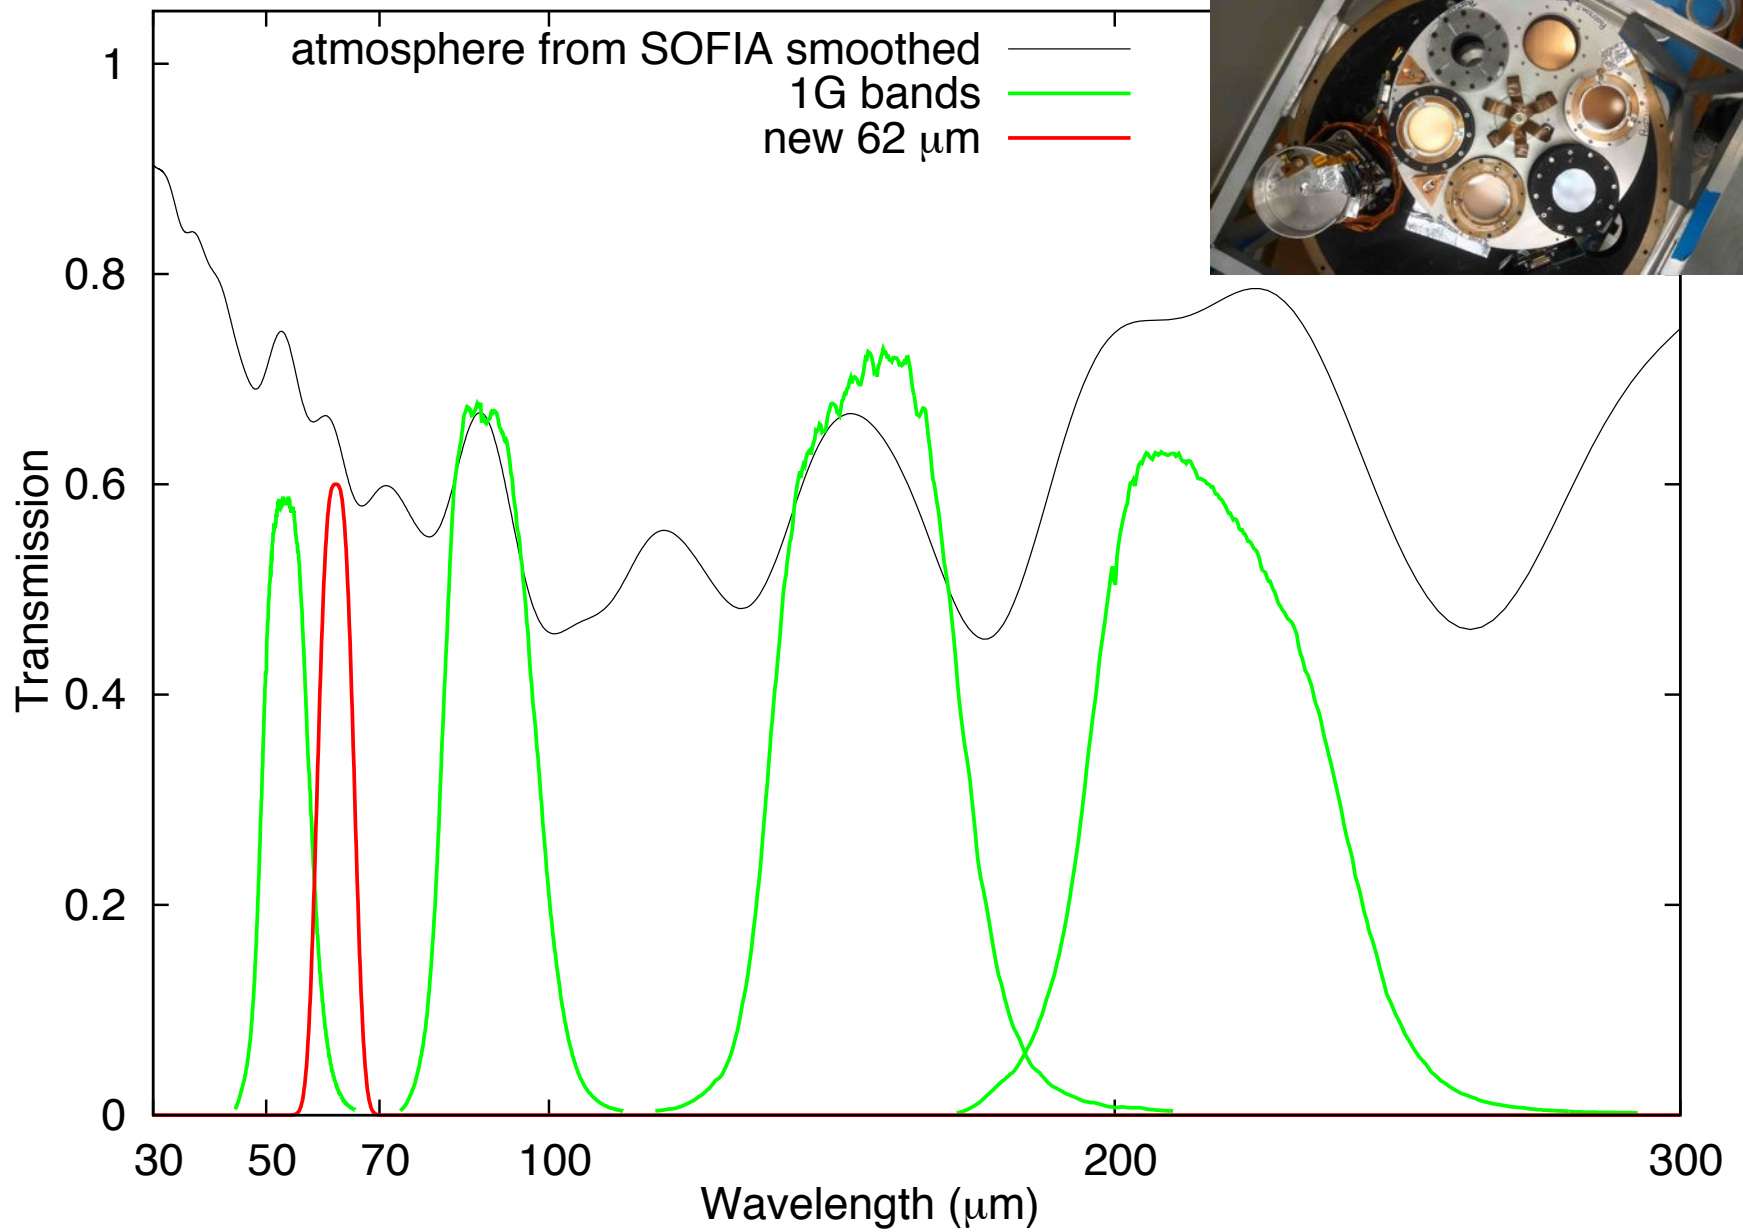 atmosphere from SOFIA smoothed
1G bands
new 62 μm
1
0.8
0.6
0.4
0.2
0
Transmission
30 50 70 100 200 300
Wavelength (μm)